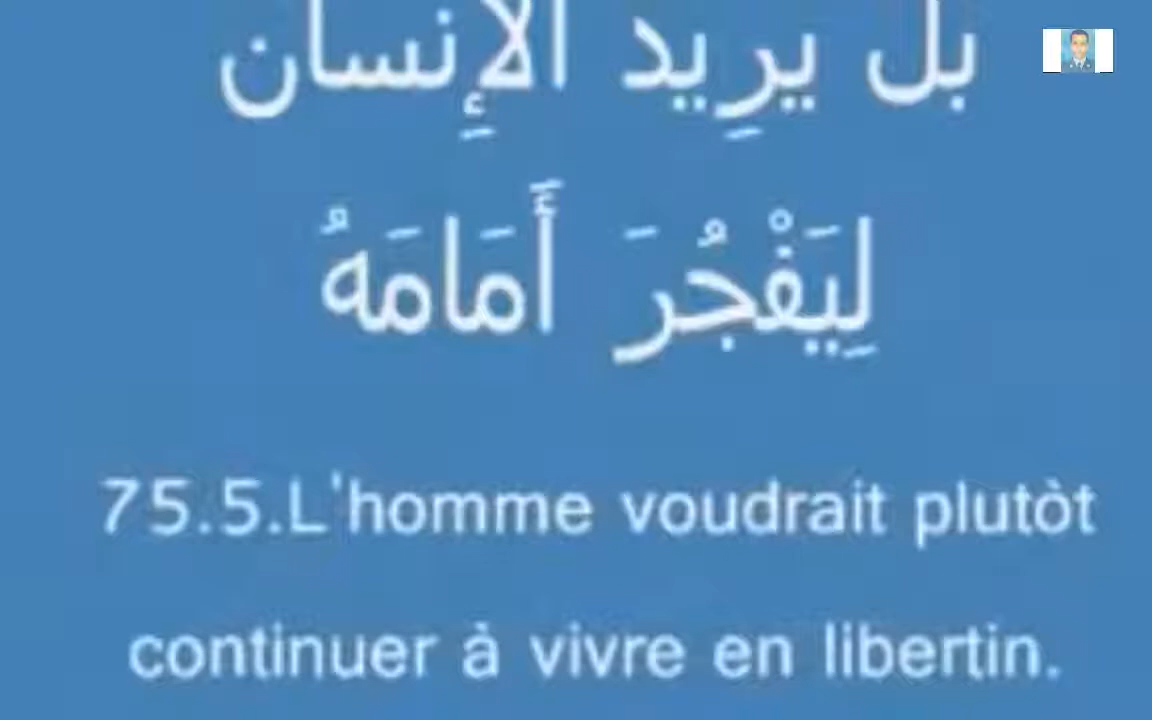 بل يرِيد الإِنسان
لِيَفْجُرَ أَمَامَهُ
75.5.L'homme voudrait plutòt
continuer à vivre en libertin.